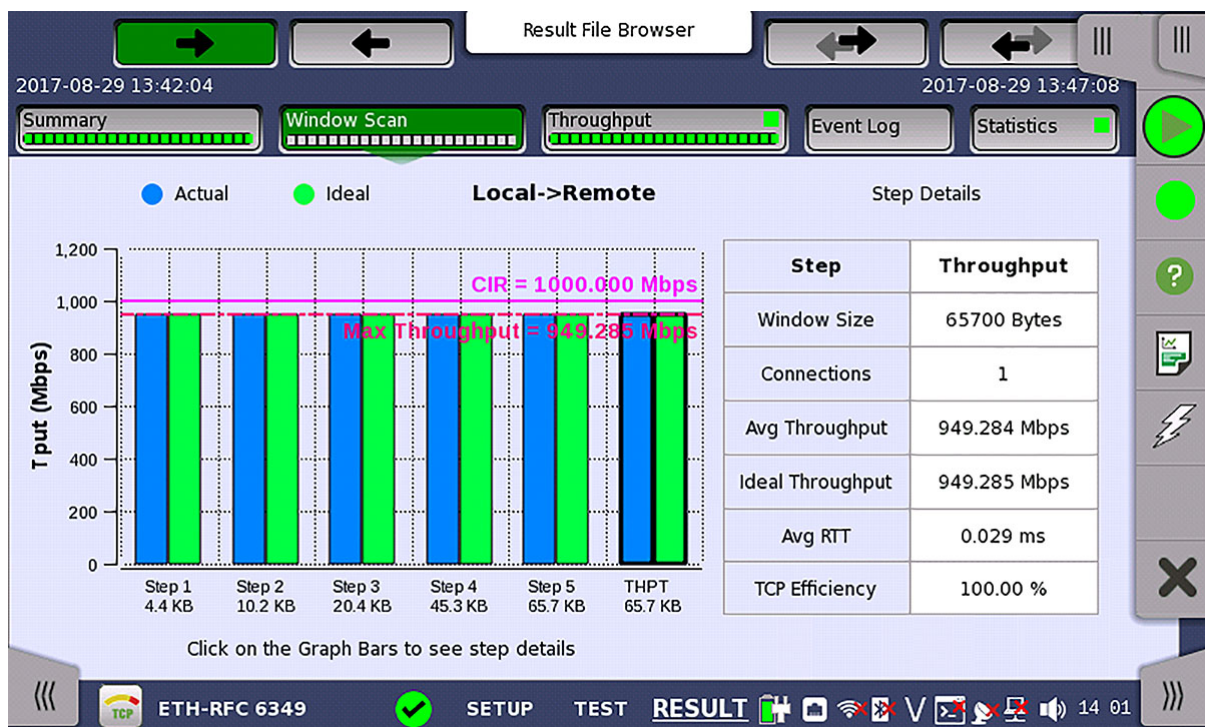 Result File Browser
2017-08-29 13:42:04
2017-08-29 13:47:08
Summary
Window Scan
Throughput
Event Log
Statistics
Actual
Ideal
Local->Remote
Step Details
1,200
1,000
800
600
400
200
0
Tput (Mbps)
CIR = 1000.000 Mbps
Max Throughput = 949.285 Mbps
Step 1
4.4 KB
Step 2
10.2 KB
Step 3
20.4 KB
Step 4
45.3 KB
Step 5
65.7 KB
THPT
65.7 KB
Step Throughput
Window Size 65700 Bytes
Connections 1
Avg Throughput 949.284 Mbps
Ideal Throughput 949.285 Mbps
Avg RTT 0.029 ms
TCP Efficiency 100.00 %
Click on the Graph Bars to see step details
TCP
ETH-RFC 6349
SETUP
TEST
RESULT
V
14 01